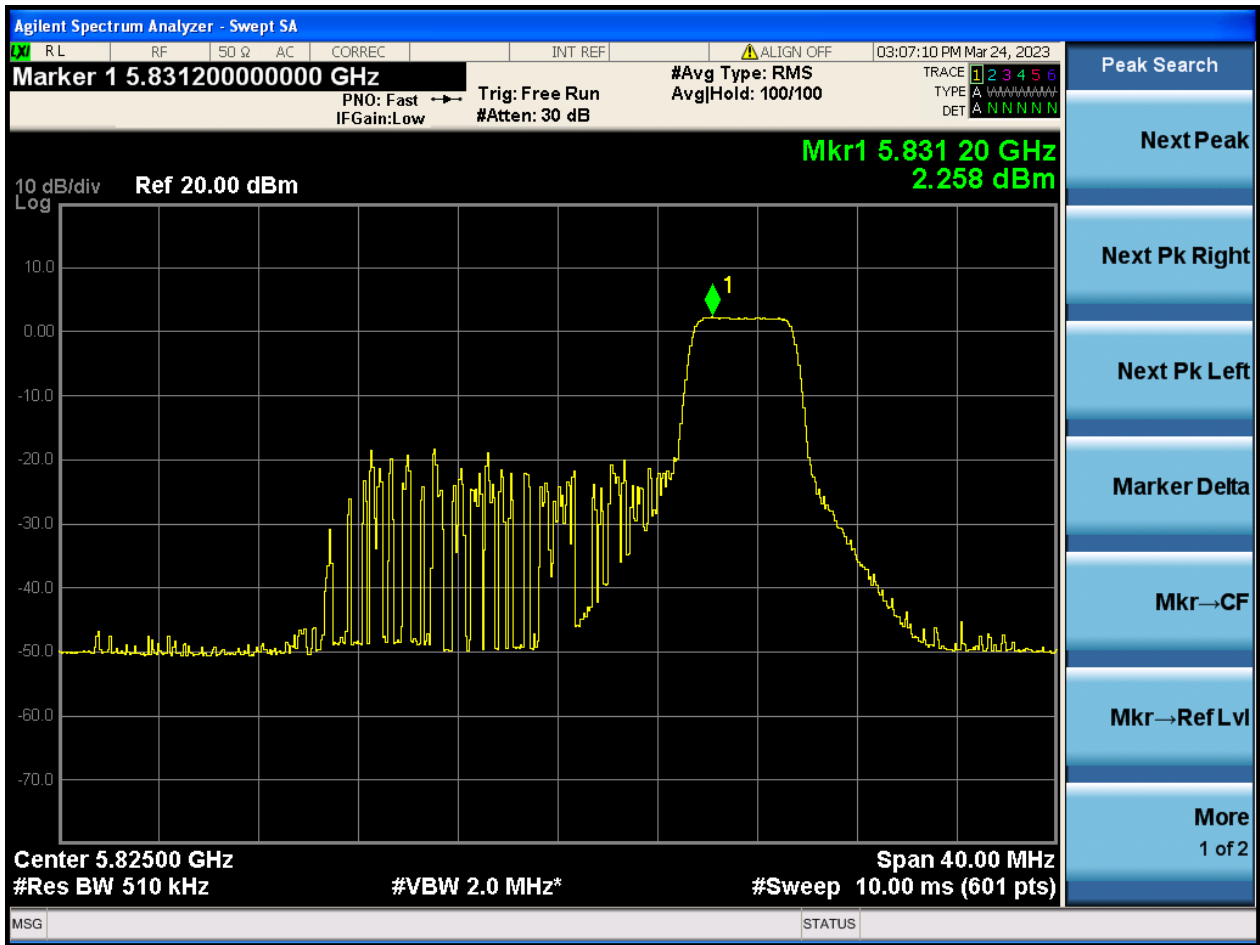 Agilent Spectrum Analyzer - Swept SA
LXI RL RF 50 Ω AC CORREC INT REF ALIGN OFF 03:07:10 PM Mar 24, 2023
Marker 1 5.831200000000 GHz
PNO: Fast
IFGain:Low
Trig: Free Run
#Atten: 30 dB
#Avg Type: RMS
Avg|Hold: 100/100
TRACE 1 2 3 4 5 6
TYPE A WWWWW
DET A N N N N N
Mkr1 5.831 20 GHz
2.258 dBm
10 dB/div Ref 20.00 dBm
Log
10.0
0.00
-10.0
-20.0
-30.0
-40.0
-50.0
-60.0
-70.0
1
Center 5.82500 GHz Span 40.00 MHz
#Res BW 510 kHz #VBW 2.0 MHz* #Sweep 10.00 ms (601 pts)
MSG STATUS
Peak Search
Next Peak
Next Pk Right
Next Pk Left
Marker Delta
Mkr→CF
Mkr→Ref Lvl
More
1 of 2